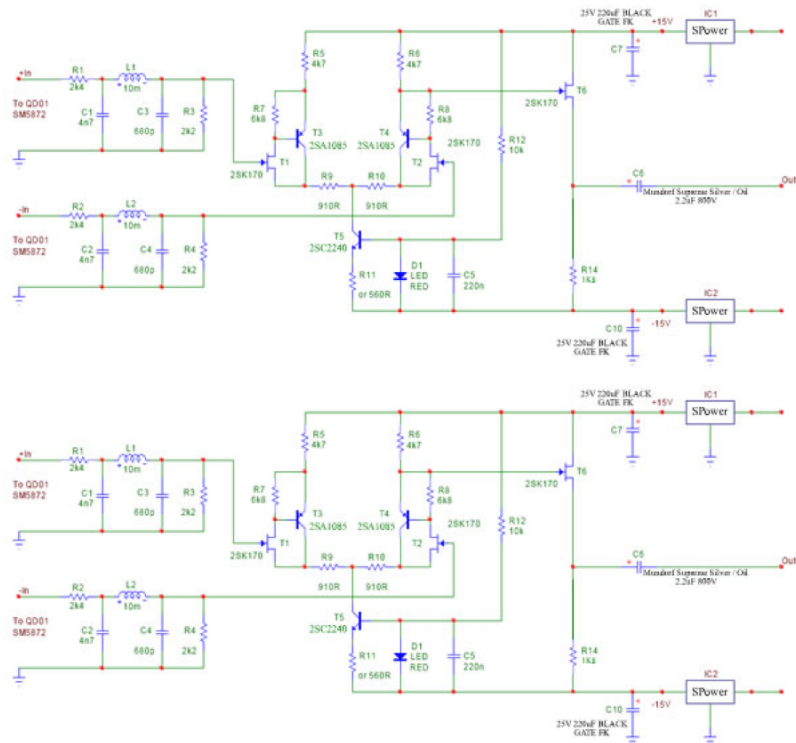 25V 220uF BLACK
GATE FK
+15V
IC1
SPower
C7
R5
4k7
R6
4k7
T6
2SK170
+In
R1
2k4
L1
10m
To QD01
SM5872
C1
4n7
C3
680p
R3
2k2
R7
6k8
T3
2SA1085
T4
2SA1085
R8
6k8
2SK170
R12
10k
T1
2SK170
T2
R9
910R
R10
910R
C6
Out
Mundorf Supreme Silver / Oil
2.2uF 800V
-In
R2
2k4
L2
10m
To QD01
SM5872
C2
4n7
C4
680p
R4
2k2
T5
2SC2240
R11
or 560R
D1
LED
RED
C5
220n
R14
1K
IC2
SPower
C10
-15V
25V 220uF BLACK
GATE FK
25V 220uF BLACK
GATE FK
+15V
IC1
SPower
C7
R5
4k7
R6
4k7
T6
2SK170
+In
R1
2k4
L1
10m
To QD01
SM5872
C1
4n7
C3
680p
R3
2k2
R7
6k8
T3
2SA1085
T4
2SA1085
R8
6k8
2SK170
R12
10k
T1
2SK170
T2
R9
910R
R10
910R
C6
Out
Mundorf Supreme Silver / Oil
2.2uF 800V
-In
R2
2k4
L2
10m
To QD01
SM5872
C2
4n7
C4
680p
R4
2k2
T5
2SC2240
R11
or 560R
D1
LED
RED
C5
220n
R14
1K
IC2
SPower
C10
-15V
25V 220uF BLACK
GATE FK